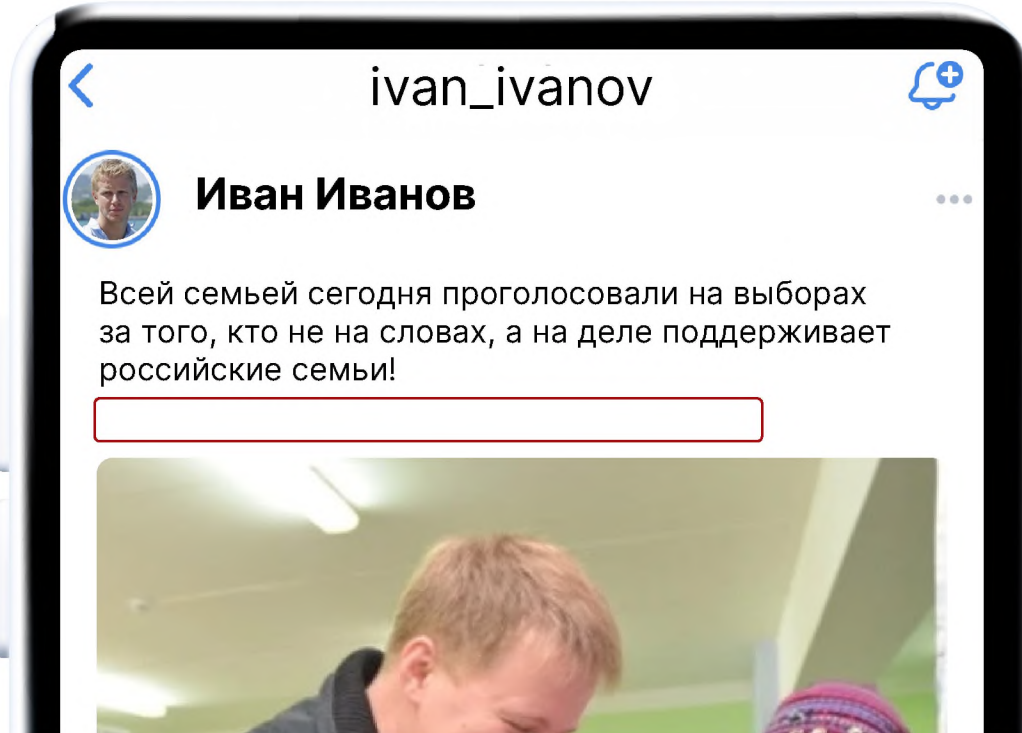 ivan_ivanov
Иван Иванов
Всей семьей сегодня проголосовали на выборах
за того, кто не на словах, а на деле поддерживает
российские семьи!